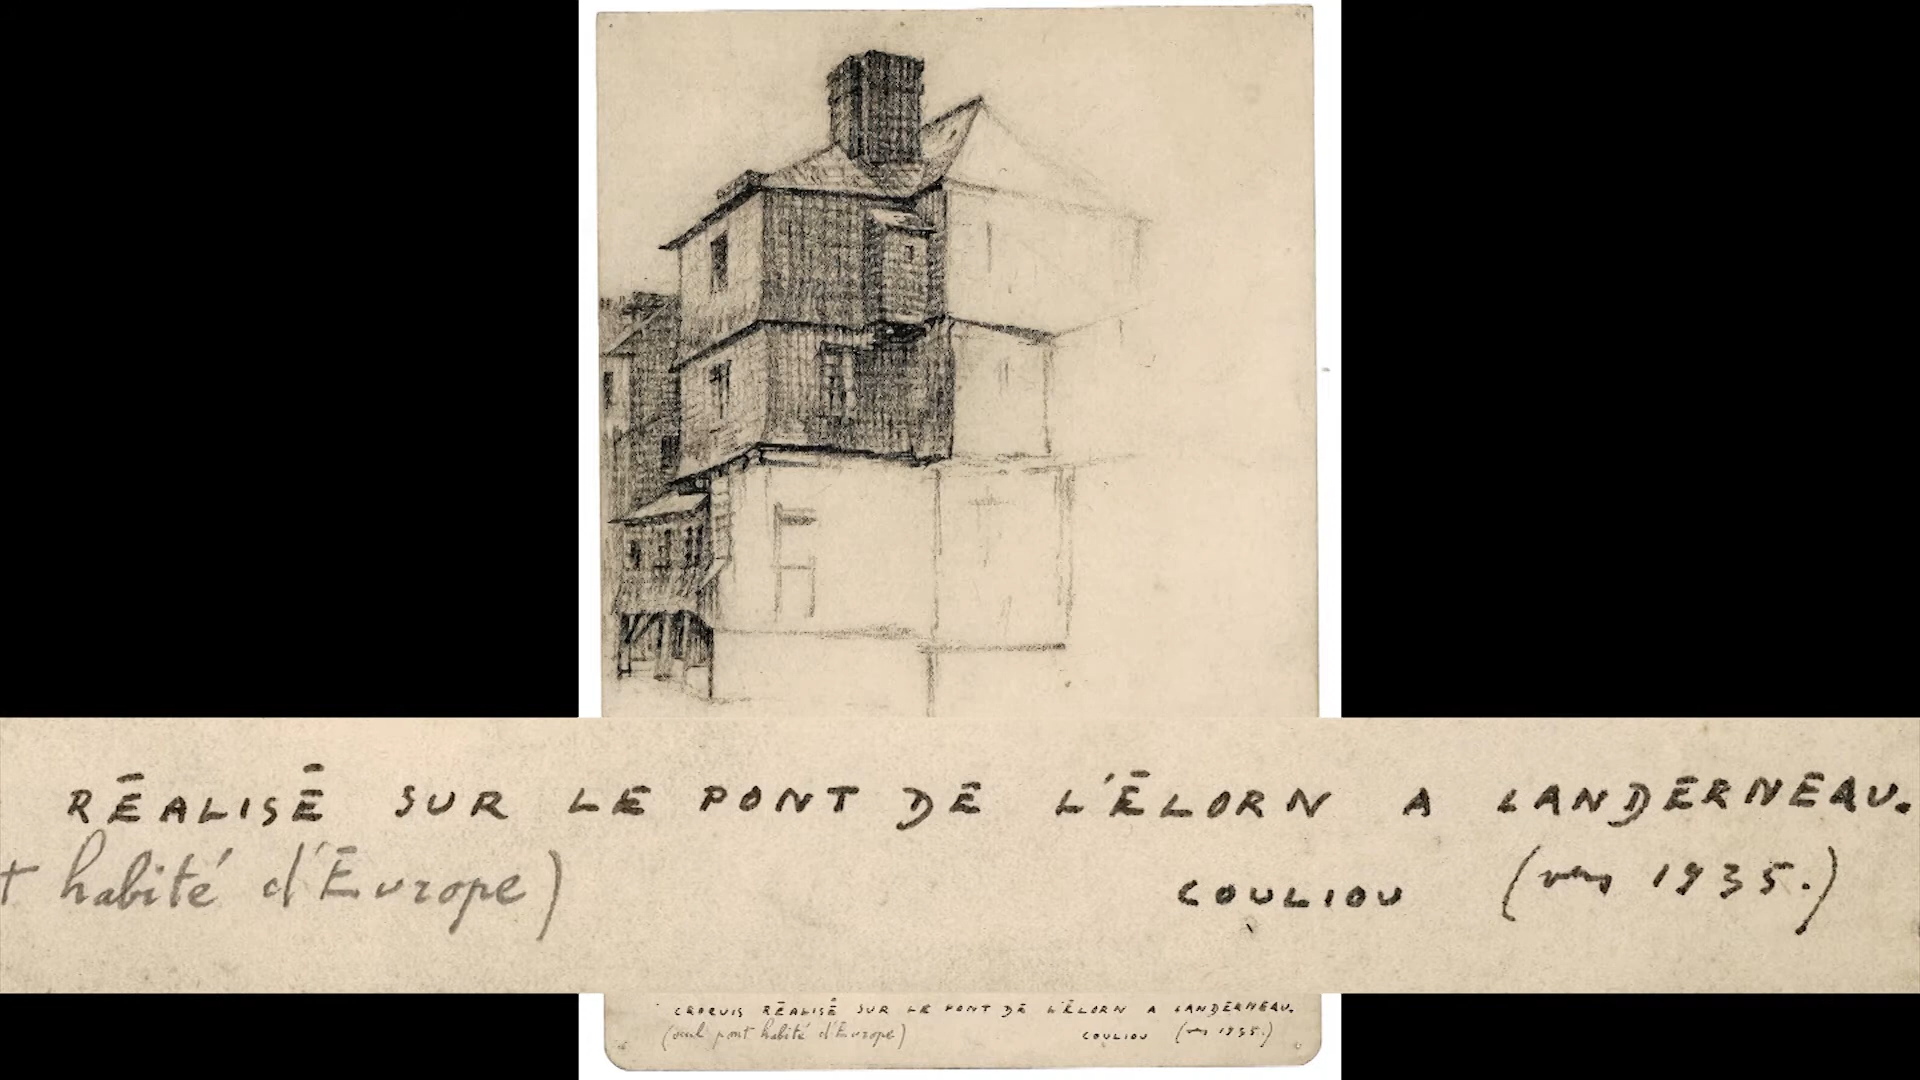 RÉALISÉ SUR LE PONT DE L'ÉLORN A LANDERNEAU.
t habité d'Europe)
COULIOU (vers 1935.)
CROQUIS RÉALISÉ SUR LE PONT DE L'ÉLORN A LANDERNEAU.
(seul pont habité d'Europe)
COULIOU (vers 1935.)